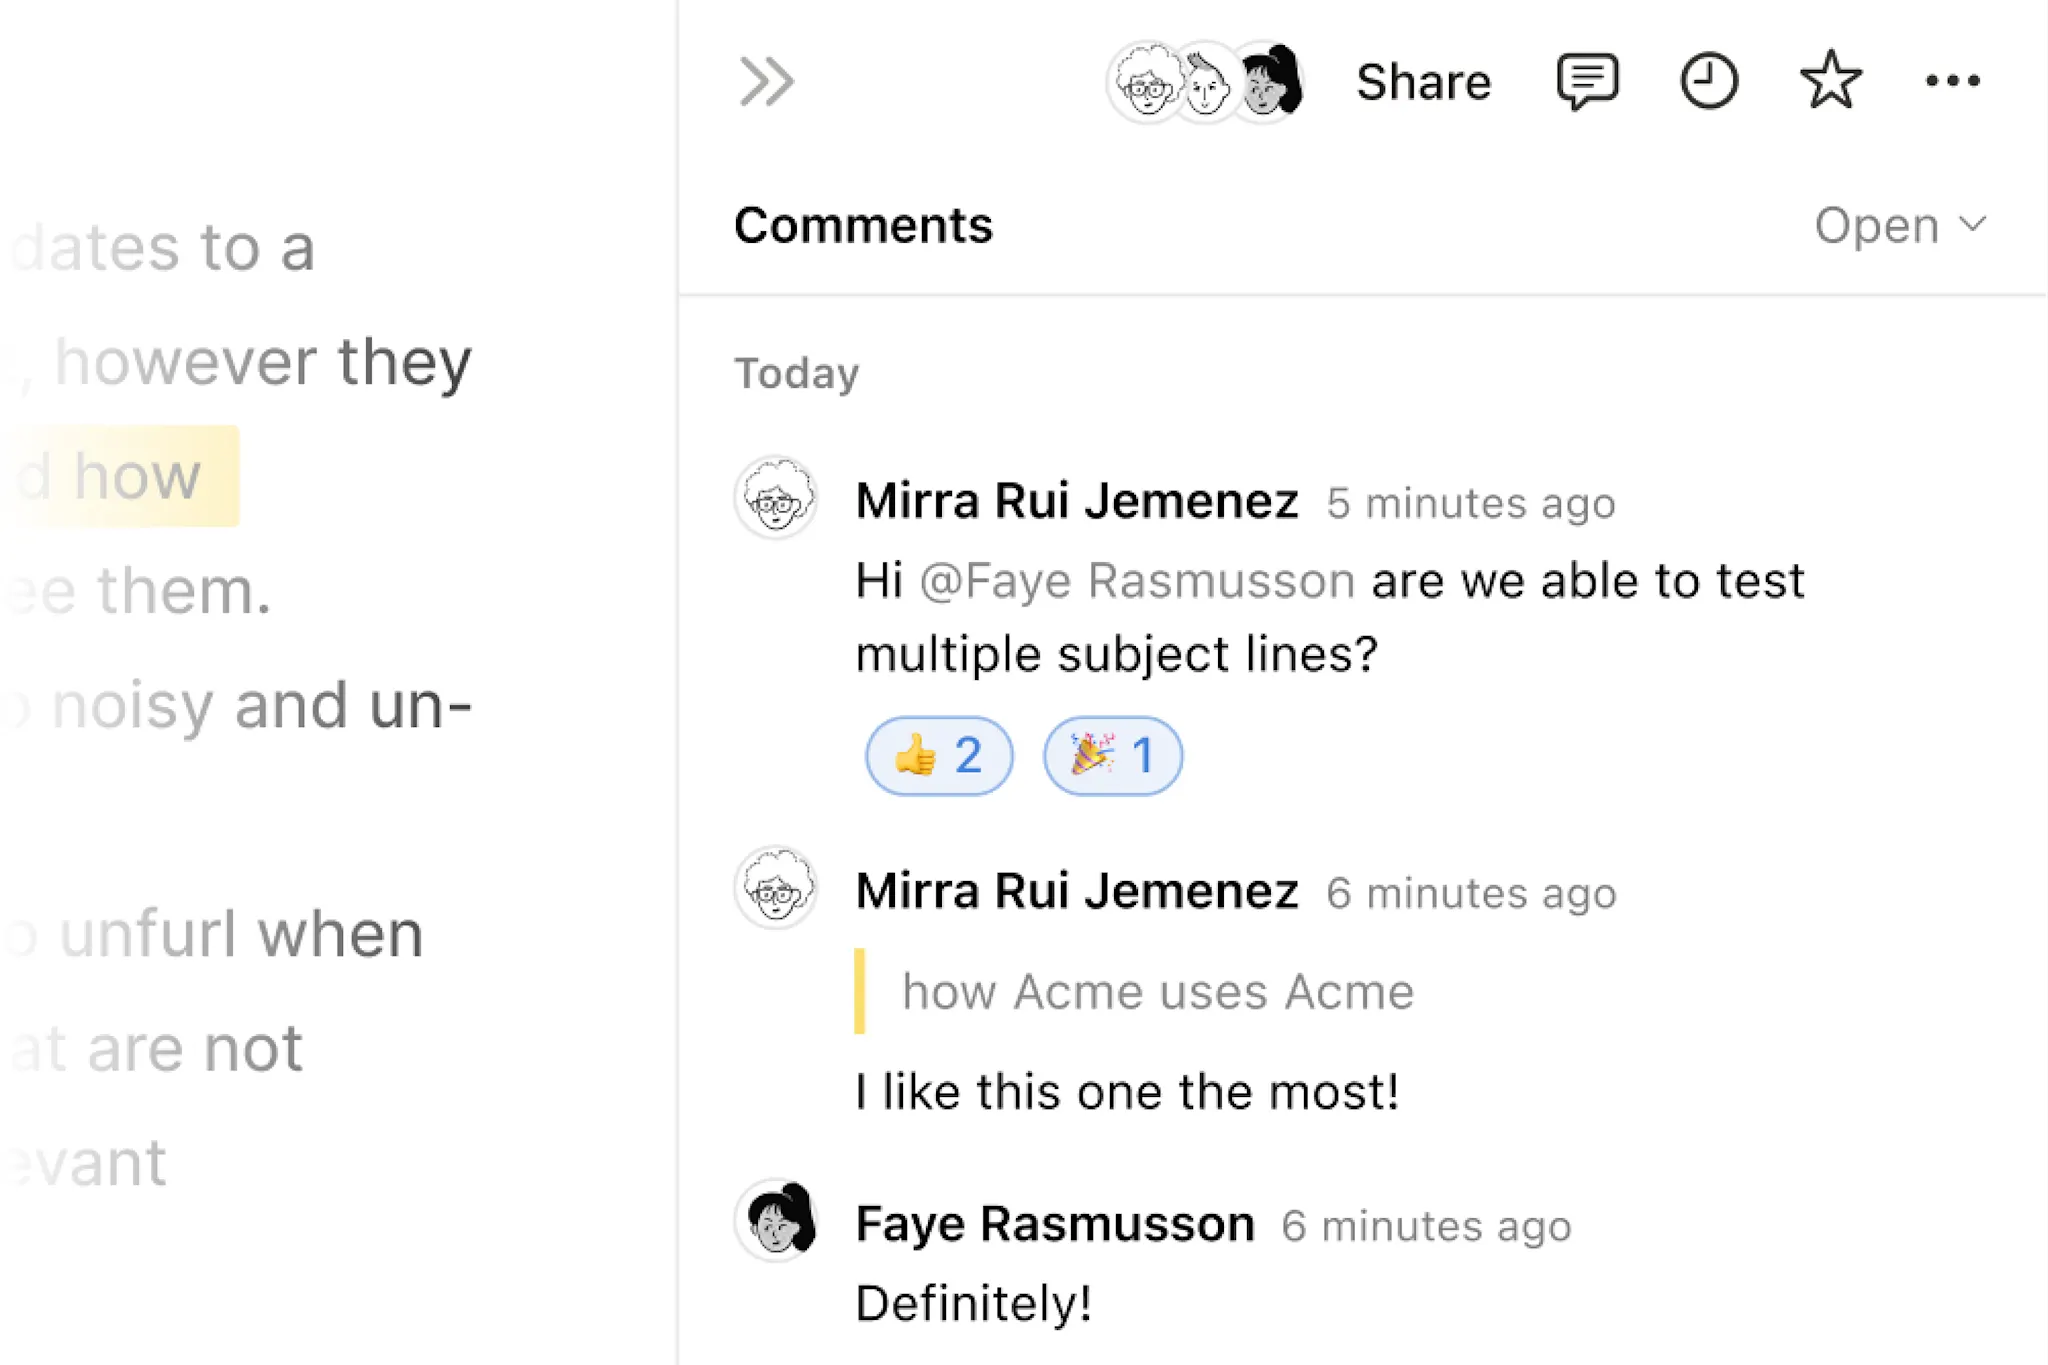 dates to a
, however they
d how
ee them.
noisy and un-
unfurl when
at are not
evant
Share
Comments
Open
Today
Mirra Rui Jemenez 5 minutes ago
Hi @Faye Rasmusson are we able to test
multiple subject lines?
👍 2 🎉 1
Mirra Rui Jemenez 6 minutes ago
how Acme uses Acme
I like this one the most!
Faye Rasmusson 6 minutes ago
Definitely!